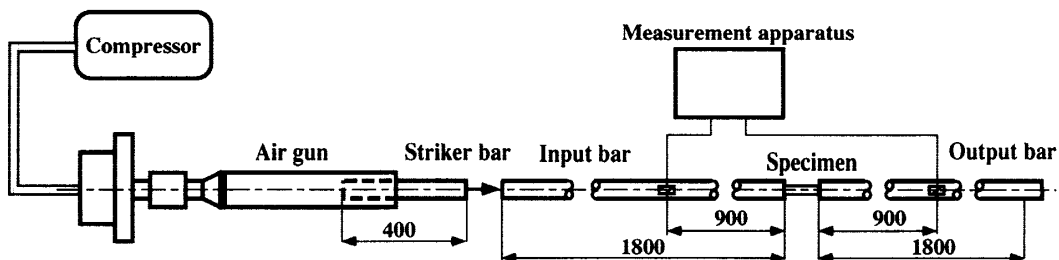 Compressor
Measurement apparatus
Air gun
Striker bar
Input bar
Specimen
Output bar
400
900
900
1800
1800